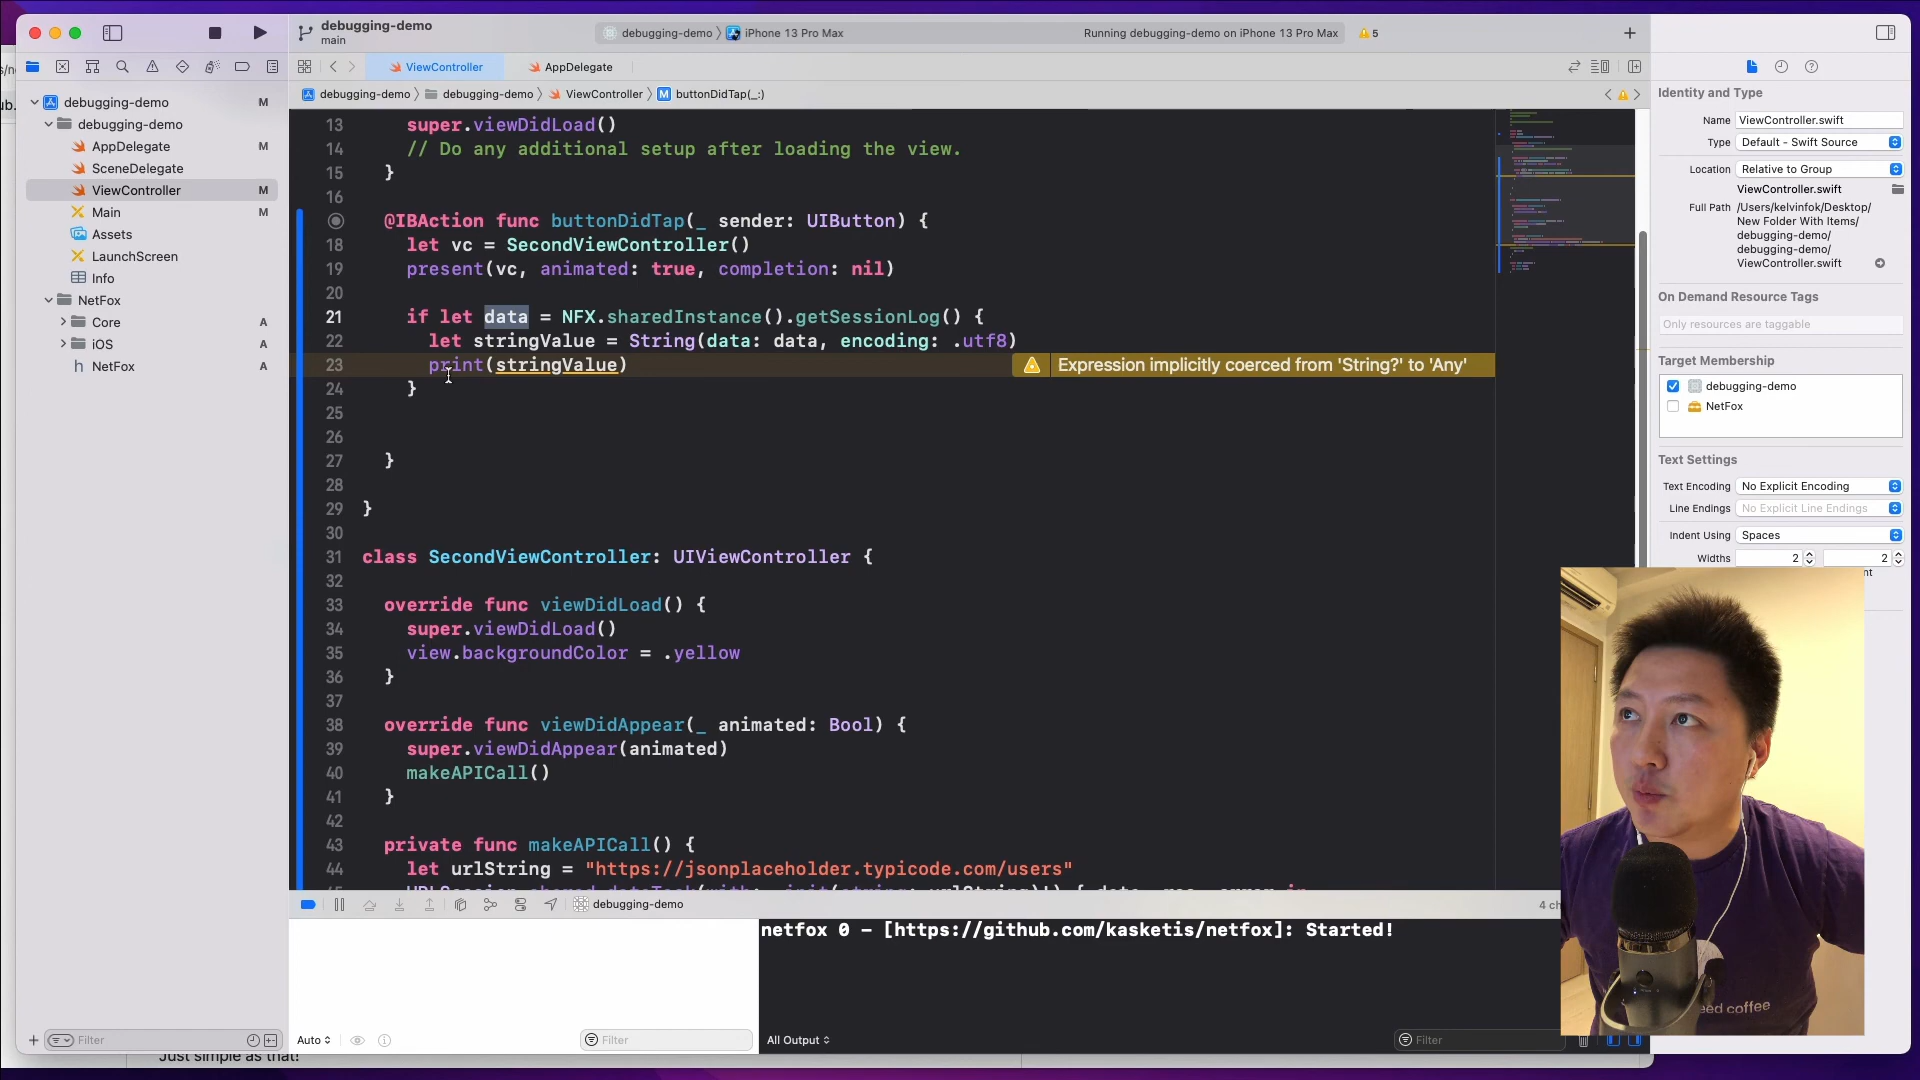 debugging-demo
main
debugging-demo
iPhone 13 Pro Max
Running debugging-demo on iPhone 13 Pro Max
5
ViewController
AppDelegate
debugging-demo
debugging-demo
ViewController
M
buttonDidTap(_:)
debugging-demo
M
debugging-demo
AppDelegate
M
SceneDelegate
ViewController
M
Main
M
Assets
LaunchScreen
Info
NetFox
Core
A
iOS
A
NetFox
A
Filter
13 super.viewDidLoad()
14 // Do any additional setup after loading the view.
15 }
16
@IBAction func buttonDidTap(_ sender: UIButton) {
18 let vc = SecondViewController()
19 present(vc, animated: true, completion: nil)
20
21 if let data = NFX.sharedInstance().getSessionLog() {
22 let stringValue = String(data: data, encoding: .utf8)
23 print(stringValue)
Expression implicitly coerced from 'String?' to 'Any'
24 }
25
26
27 }
28
29 }
30
31 class SecondViewController: UIViewController {
32
33 override func viewDidLoad() {
34 super.viewDidLoad()
35 view.backgroundColor = .yellow
36 }
37
38 override func viewDidAppear(_ animated: Bool) {
39 super.viewDidAppear(animated)
40 makeAPICall()
41 }
42
43 private func makeAPICall() {
44 let urlString = "https://jsonplaceholder.typicode.com/users"
debugging-demo
4 ch
netfox 0 - [https://github.com/kasketis/netfox]: Started!
Auto
Filter
All Output
Filter
Identity and Type
Name ViewController.swift
Type Default - Swift Source
Location Relative to Group
ViewController.swift
Full Path /Users/kelvinfok/Desktop/
New Folder With Items/
debugging-demo/
debugging-demo/
ViewController.swift
On Demand Resource Tags
Only resources are taggable
Target Membership
debugging-demo
NetFox
Text Settings
Text Encoding No Explicit Encoding
Line Endings No Explicit Line Endings
Indent Using Spaces
Widths 2 2
nt
eed coffee
Just simple as that!